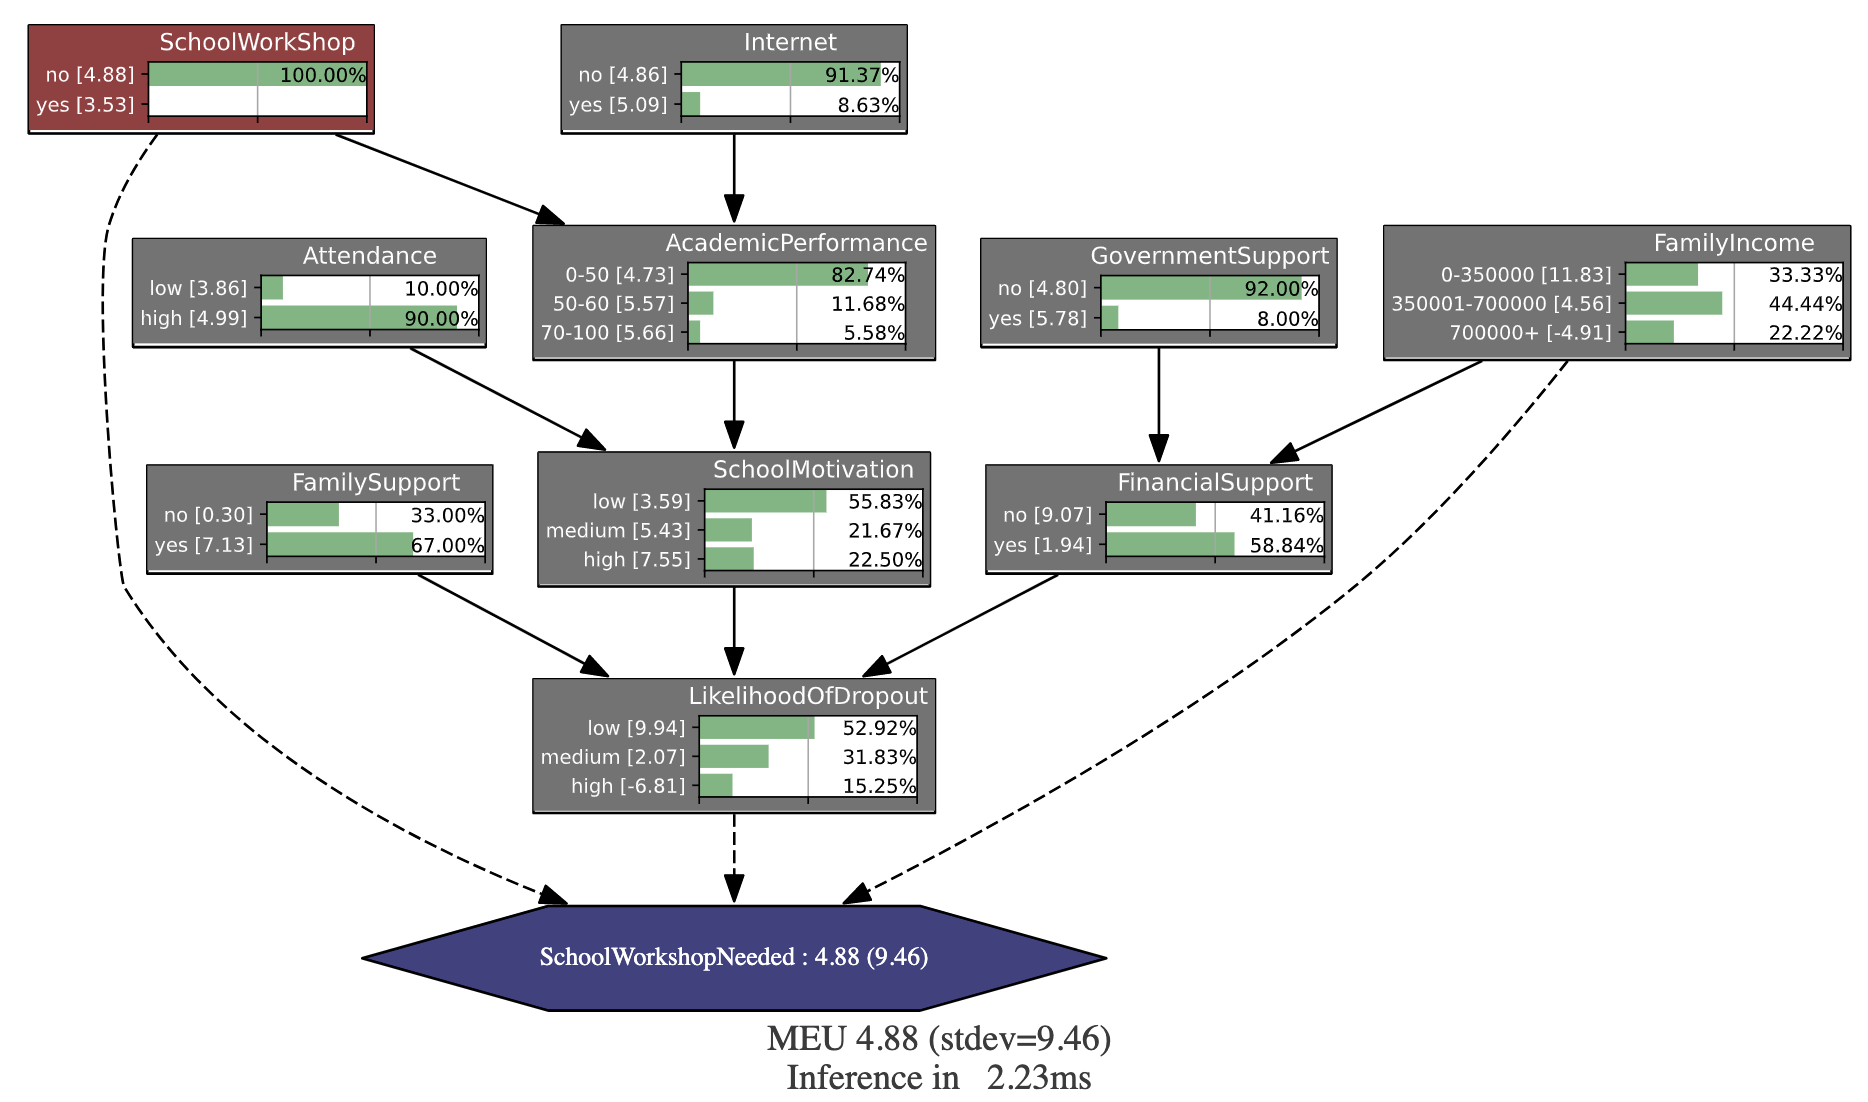 SchoolWorkShop
no [4.88] 100.00%
yes [3.53]
Internet
no [4.86] 91.37%
yes [5.09] 8.63%
Attendance
low [3.86] 10.00%
high [4.99] 90.00%
AcademicPerformance
0-50 [4.73] 82.74%
50-60 [5.57] 11.68%
70-100 [5.66] 5.58%
GovernmentSupport
no [4.80] 92.00%
yes [5.78] 8.00%
FamilyIncome
0-350000 [11.83] 33.33%
350001-700000 [4.56] 44.44%
700000+ [-4.91] 22.22%
FamilySupport
no [0.30] 33.00%
yes [7.13] 67.00%
SchoolMotivation
low [3.59] 55.83%
medium [5.43] 21.67%
high [7.55] 22.50%
FinancialSupport
no [9.07] 41.16%
yes [1.94] 58.84%
LikelihoodOfDropout
low [9.94] 52.92%
medium [2.07] 31.83%
high [-6.81] 15.25%
SchoolWorkshopNeeded : 4.88 (9.46)
MEU 4.88 (stdev=9.46)
Inference in 2.23ms